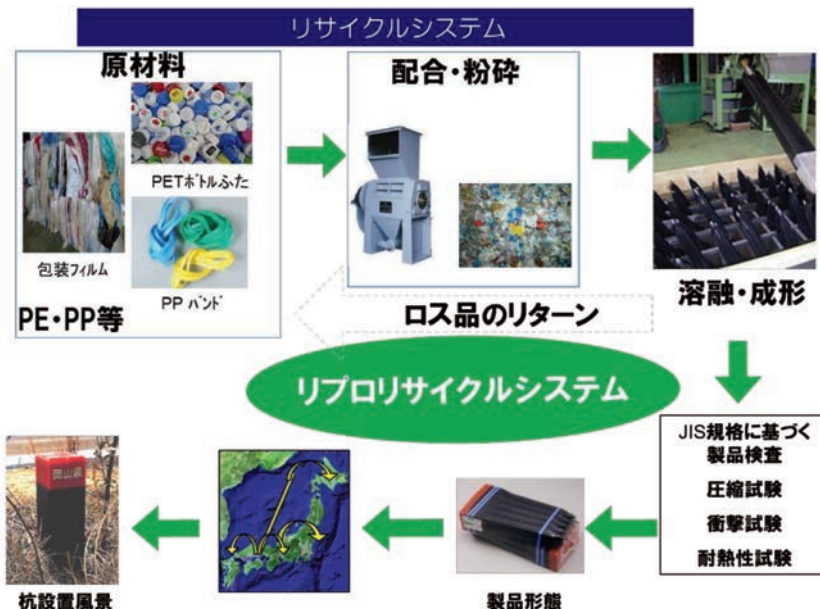 リサイクルシステム
原材料
PETボトルふた
包装フィルム
PP バンド
PE・PP等
配合・粉砕
溶融・成形
ロス品のリターン
リプロリサイクルシステム
JIS規格に基づく
製品検査
圧縮試験
衝撃試験
耐熱性試験
製品形態
岡山県
杭設置風景